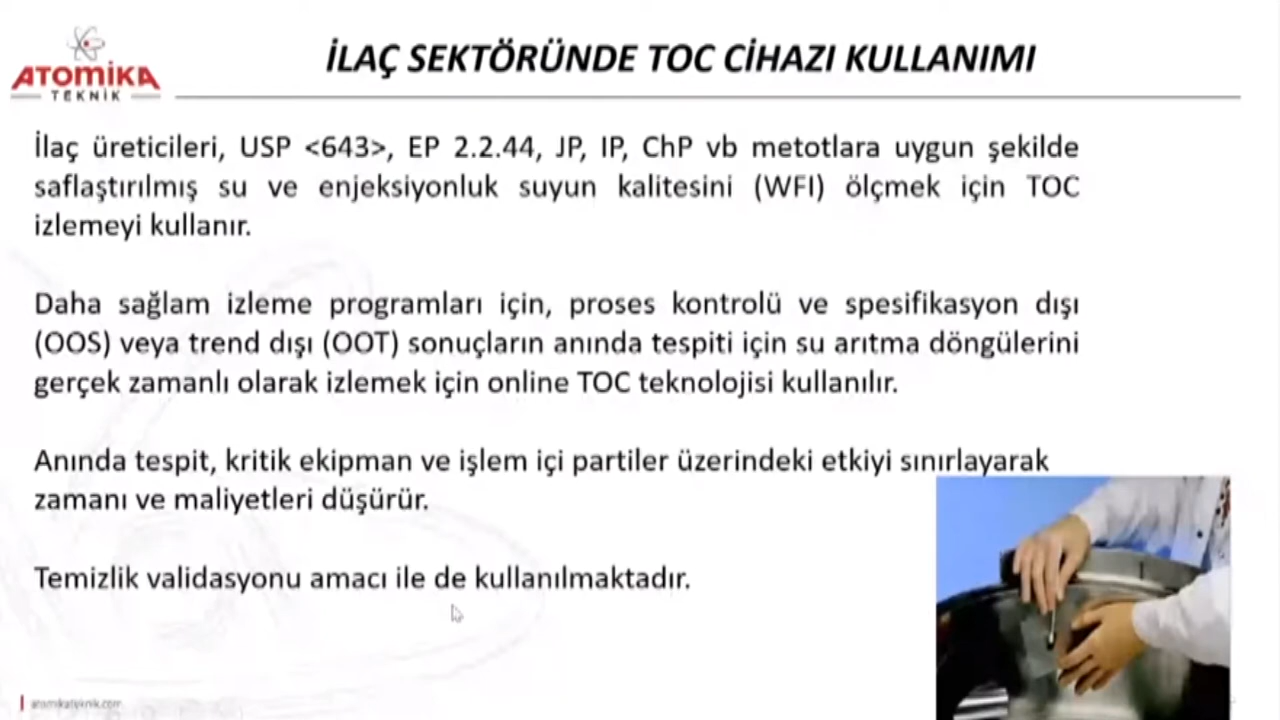 ATOMİKA
TEKNİK
İLAÇ SEKTÖRÜNDE TOC CİHAZI KULLANIMI
İlaç üreticileri, USP <643>, EP 2.2.44, JP, IP, ChP vb metotlara uygun şekilde
saflaştırılmış su ve enjeksiyonluk suyun kalitesini (WFI) ölçmek için TOC
izlemeyi kullanır.
Daha sağlam izleme programları için, proses kontrolü ve spesifikasyon dışı
(OOS) veya trend dışı (OOT) sonuçların anında tespiti için su arıtma döngülerini
gerçek zamanlı olarak izlemek için online TOC teknolojisi kullanılır.
Anında tespit, kritik ekipman ve işlem içi partiler üzerindeki etkiyi sınırlayarak
zamanı ve maliyetleri düşürür.
Temizlik validasyonu amacı ile de kullanılmaktadır.
atomikateknik.com